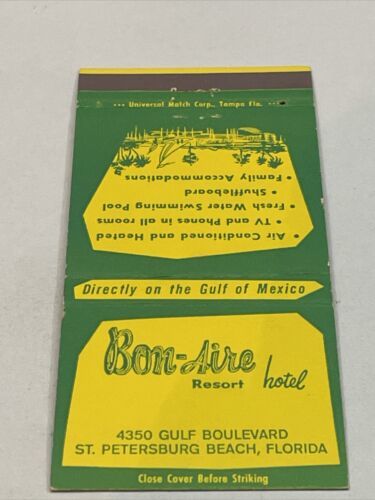 ··· Universal Match Corp., Tampa Fla. ···
• Air Conditioned and Heated
• TV and Phones in all rooms
• Fresh Water Swimming Pool
• Shuffleboard
• Family Accommodations
Directly on the Gulf of Mexico
Bon-Aire
Resort hotel
4350 GULF BOULEVARD
ST. PETERSBURG BEACH, FLORIDA
Close Cover Before Striking